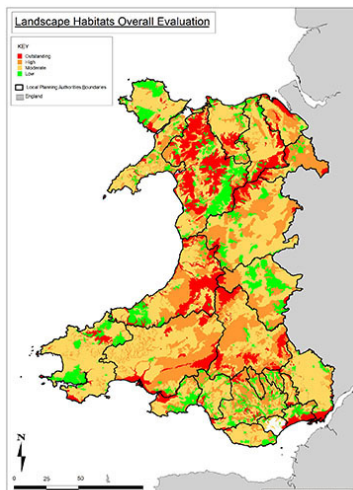 Landscape Habitats Overall Evaluation
KEY
Outstanding
High
Moderate
Low
Local Planning Authorities Boundaries
England
N
0
25
50